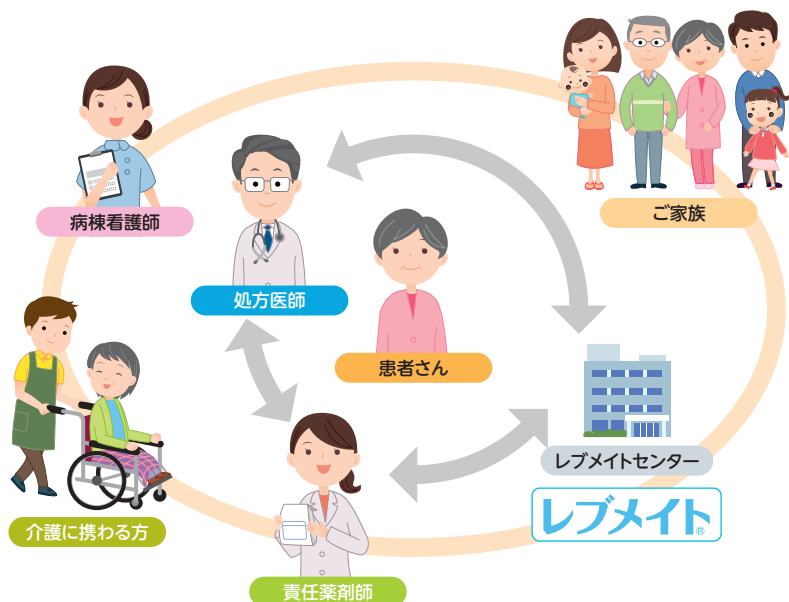 病棟看護師
ご家族
処方医師
患者さん
レブメイトセンター
レブメイト®
介護に携わる方
責任薬剤師